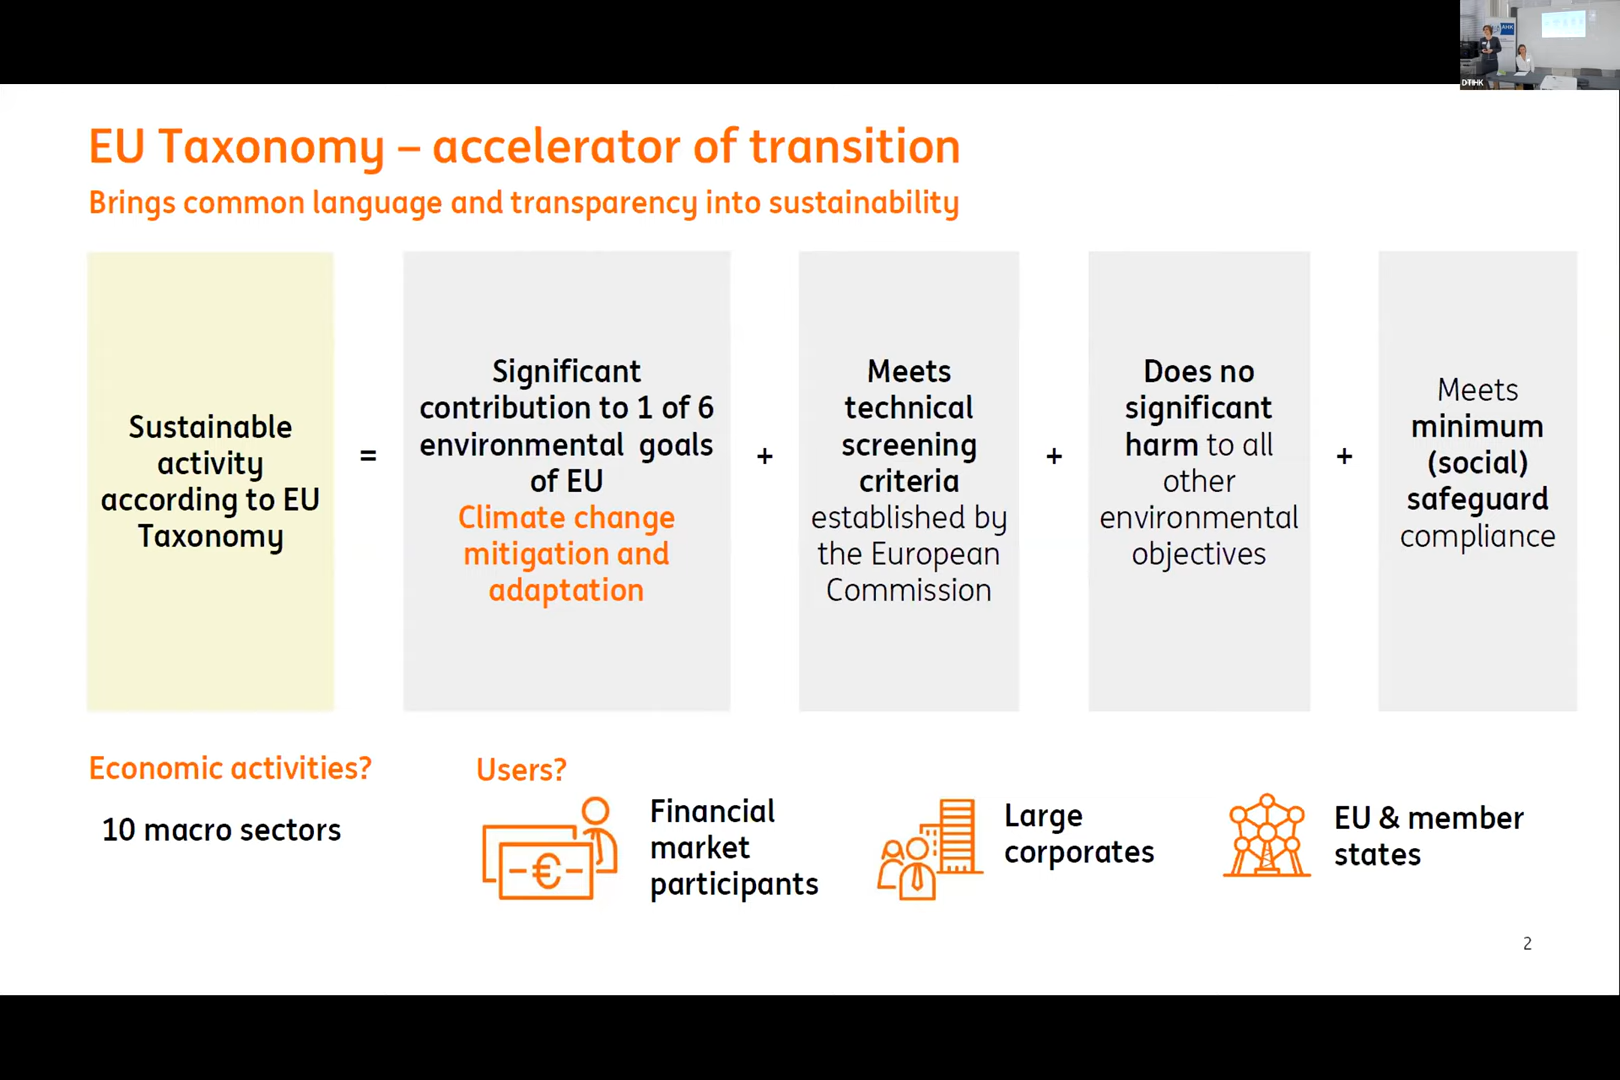 AHK
DTIHK
EU Taxonomy – accelerator of transition
Brings common language and transparency into sustainability
Sustainable
activity
according to EU
Taxonomy
=
Significant
contribution to 1 of 6
environmental goals
of EU
Climate change
mitigation and
adaptation
+
Meets
technical
screening
criteria
established by
the European
Commission
+
Does no
significant
harm to all
other
environmental
objectives
+
Meets
minimum
(social)
safeguard
compliance
Economic activities?
10 macro sectors
Users?
€
Financial
market
participants
Large
corporates
EU & member
states
2